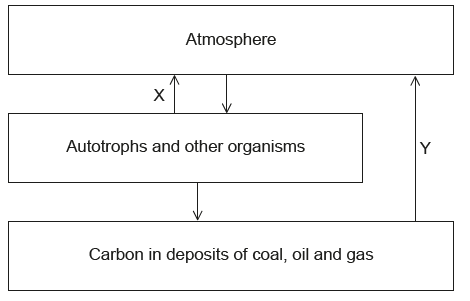 Atmosphere
X
Autotrophs and other organisms
Y
Carbon in deposits of coal, oil and gas